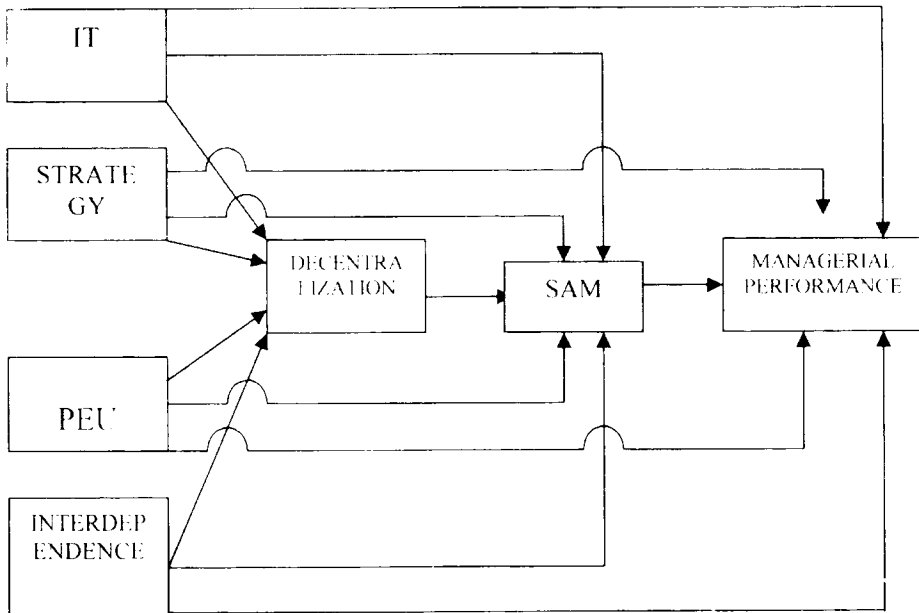 IT
STRATE
GY
DECENTRA
LIZATION
SAM
MANAGERIAL
PERFORMANCE
PEU
INTERDEP
ENDENCE